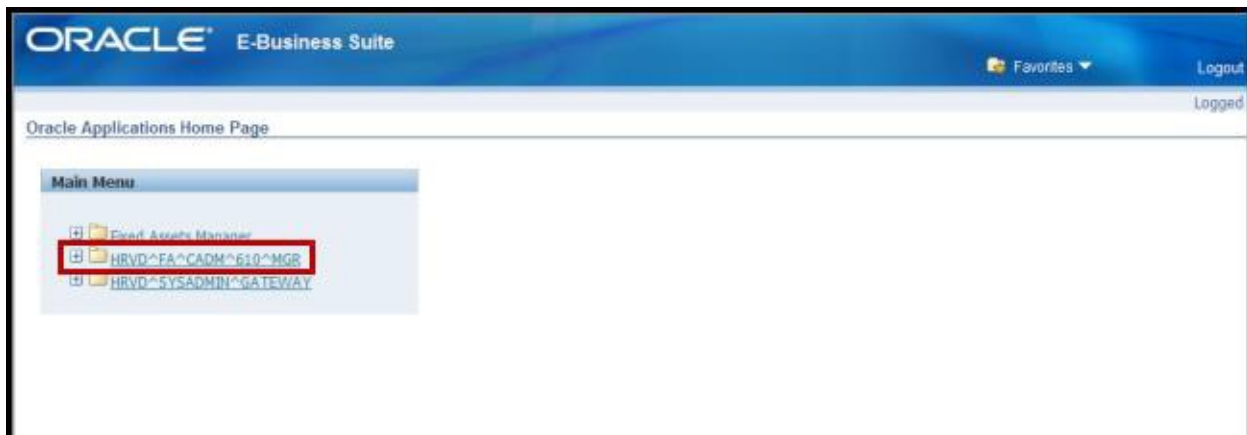 ORACLE® E-Business Suite
Favorites Logout
Logged
Oracle Applications Home Page
Main Menu
Fixed Assets Manager
HRVD^FA^CADM^610^MGR
HRVD^SYSADMIN^GATEWAY